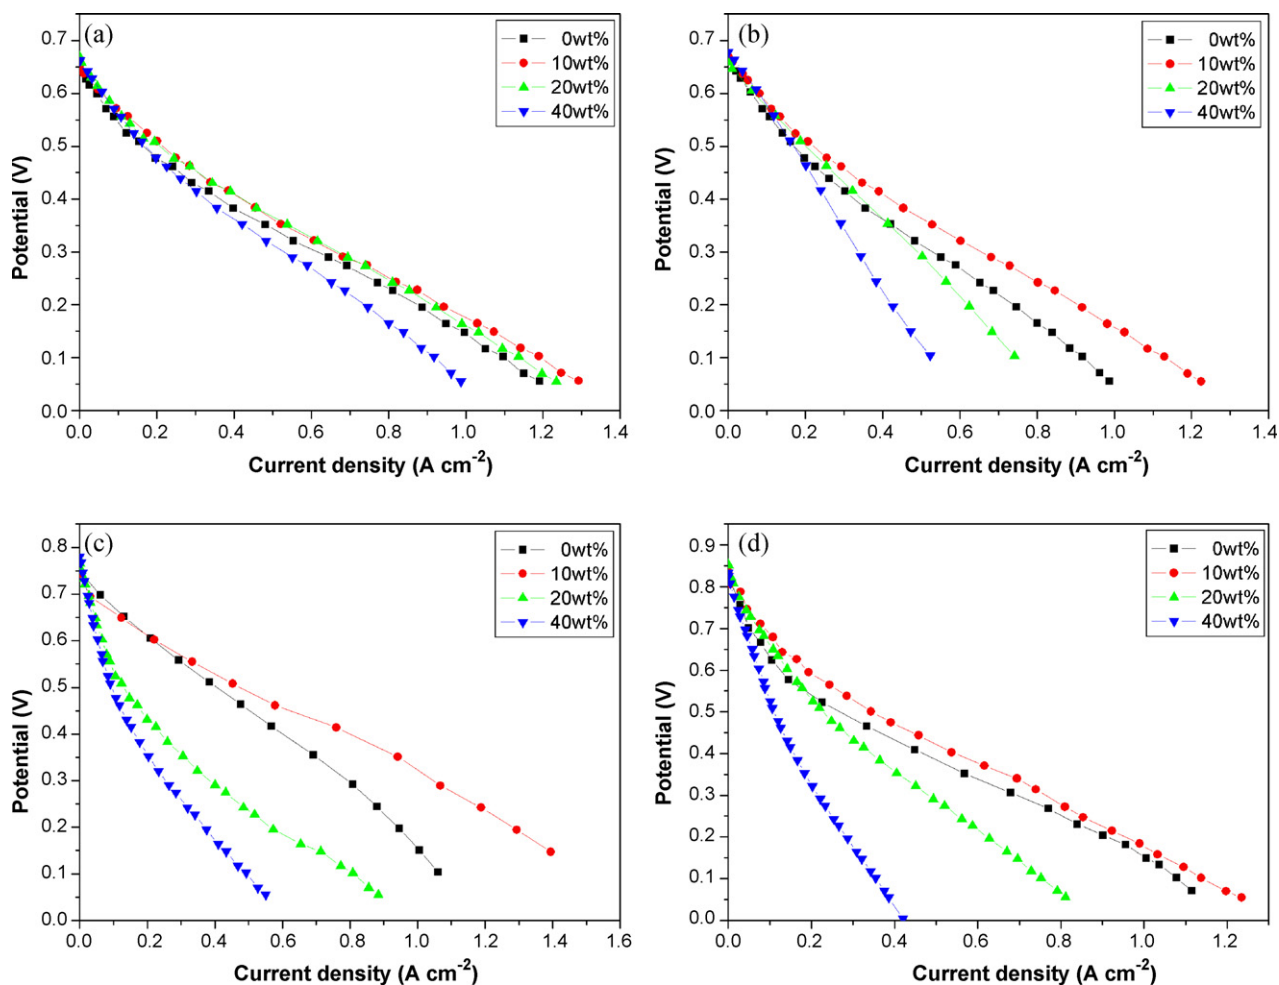 (a)
0wt%
10wt%
20wt%
40wt%
0.7
0.6
0.5
0.4
0.3
0.2
0.1
0.0
Potential (V)
0.0 0.2 0.4 0.6 0.8 1.0 1.2 1.4
Current density (A cm⁻²)
(b)
0wt%
10wt%
20wt%
40wt%
0.7
0.6
0.5
0.4
0.3
0.2
0.1
0.0
Potential (V)
0.0 0.2 0.4 0.6 0.8 1.0 1.2 1.4
Current density (A cm⁻²)
(c)
0wt%
10wt%
20wt%
40wt%
0.8
0.7
0.6
0.5
0.4
0.3
0.2
0.1
0.0
Potential (V)
0.0 0.2 0.4 0.6 0.8 1.0 1.2 1.4 1.6
Current density (A cm⁻²)
(d)
0wt%
10wt%
20wt%
40wt%
0.9
0.8
0.7
0.6
0.5
0.4
0.3
0.2
0.1
0.0
Potential (V)
0.0 0.2 0.4 0.6 0.8 1.0 1.2
Current density (A cm⁻²)